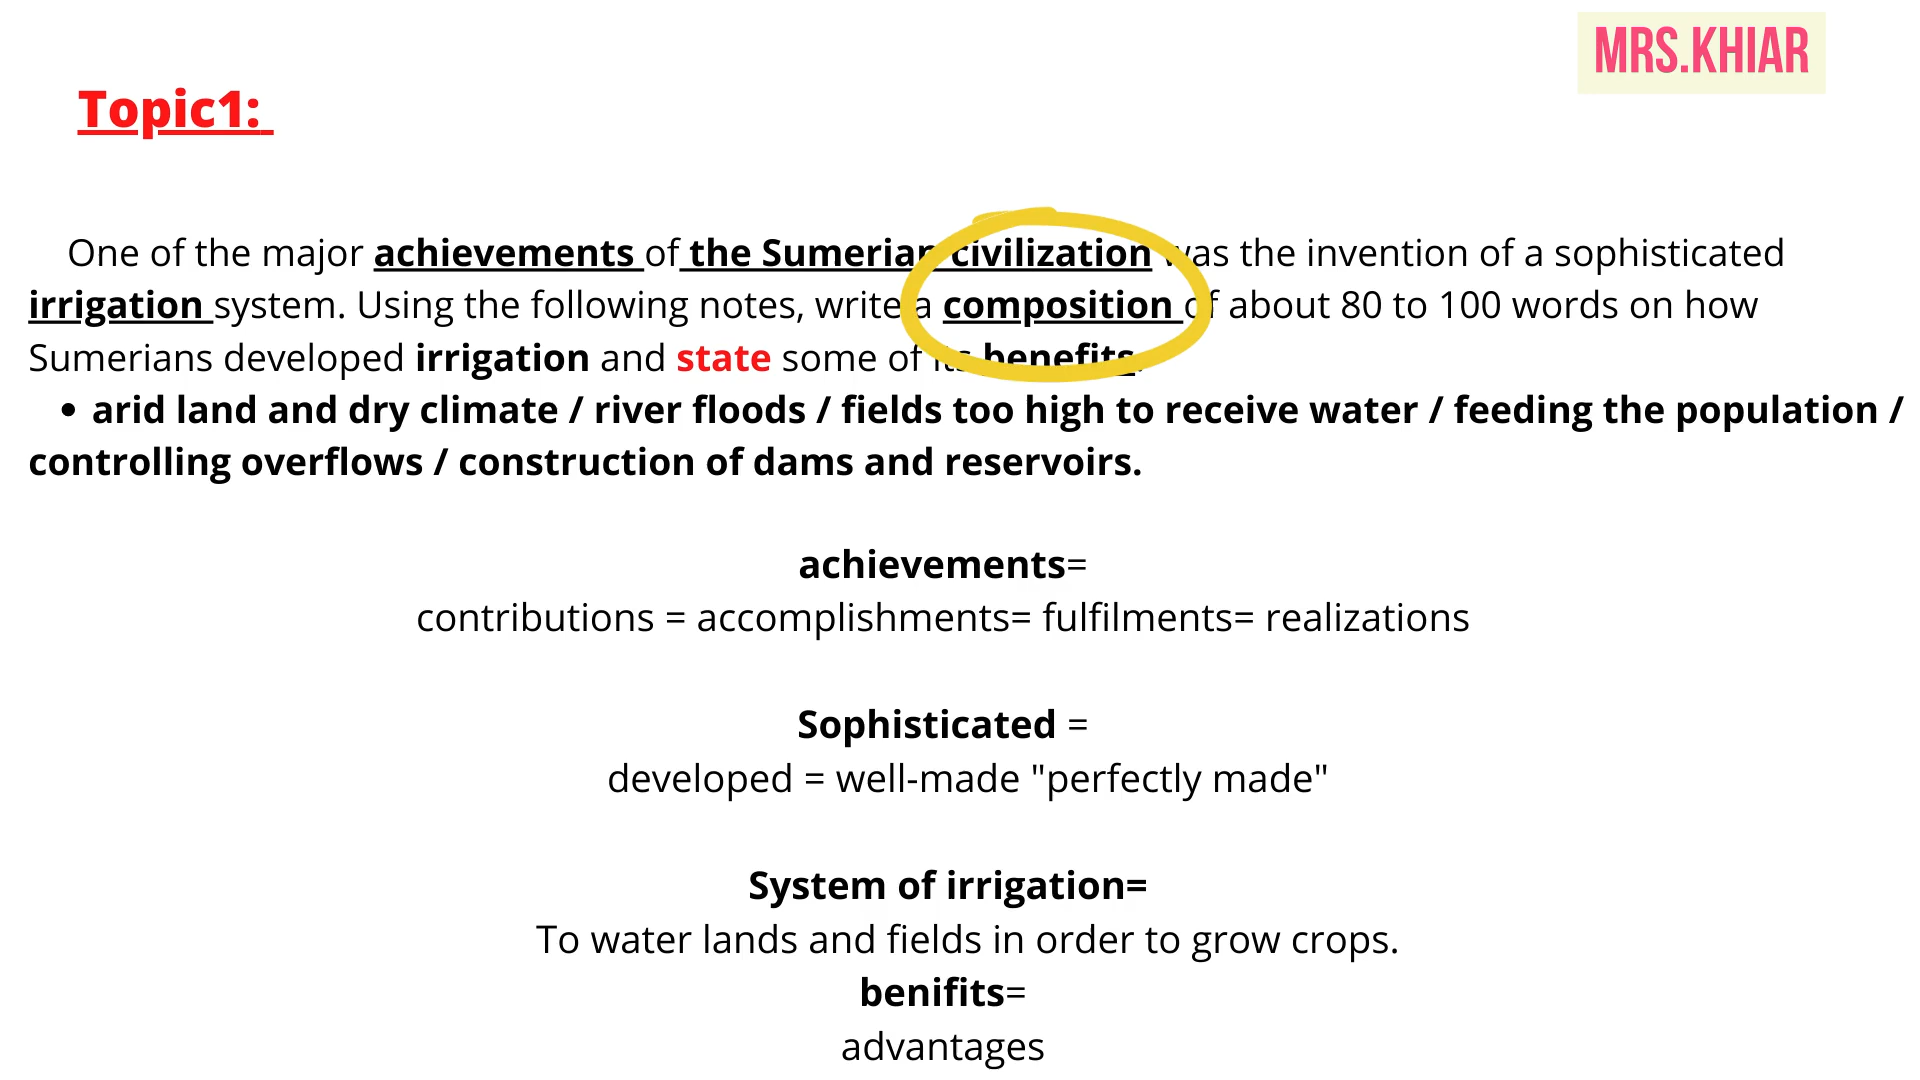 MRS.KHIAR
Topic1:
One of the major achievements of the Sumerian civilization was the invention of a sophisticated
irrigation system. Using the following notes, write a composition of about 80 to 100 words on how
Sumerians developed irrigation and state some of its benefits.
• arid land and dry climate / river floods / fields too high to receive water / feeding the population /
controlling overflows / construction of dams and reservoirs.
achievements=
contributions = accomplishments= fulfilments= realizations
Sophisticated =
developed = well-made "perfectly made"
System of irrigation=
To water lands and fields in order to grow crops.
benifits=
advantages